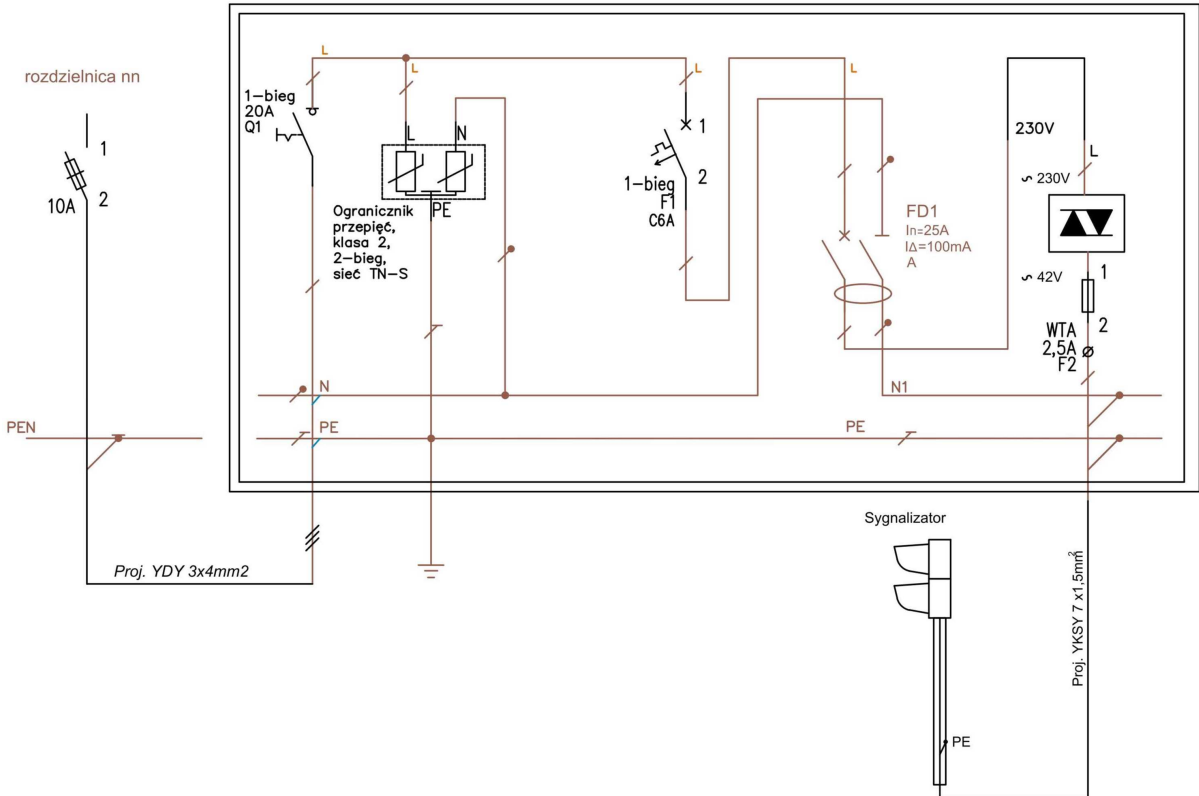 rozdzielnica nn
1
2
10A
PEN
Proj. YDY 3x4mm2
L
1-bieg
20A
Q1
L
L
N
PE
Ogranicznik
przepięć,
klasa 2,
2-bieg,
sieć TN-S
N
PE
L
1
2
1-bieg
F1
C6A
L
FD1
In=25A
IΔ=100mA
A
N1
PE
230V
L
~ 230V
~ 42V
1
2
WTA
2,5A
F2
Sygnalizator
PE
Proj. YKSY 7 x1,5mm²